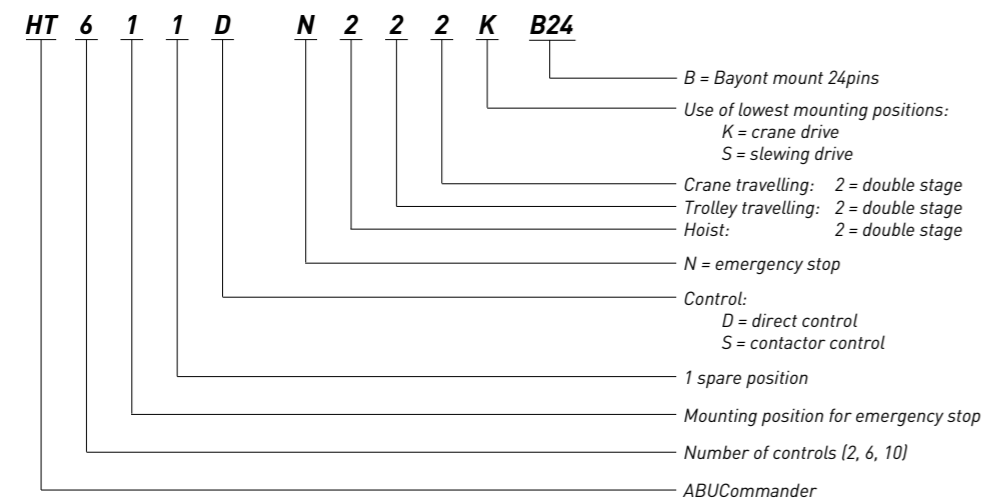 HT 6 1 1 D N 2 2 2 K B24
B = Bayont mount 24pins
Use of lowest mounting positions:
K = crane drive
S = slewing drive
Crane travelling: 2 = double stage
Trolley travelling: 2 = double stage
Hoist: 2 = double stage
N = emergency stop
Control:
D = direct control
S = contactor control
1 spare position
Mounting position for emergency stop
Number of controls (2, 6, 10)
ABUCommander